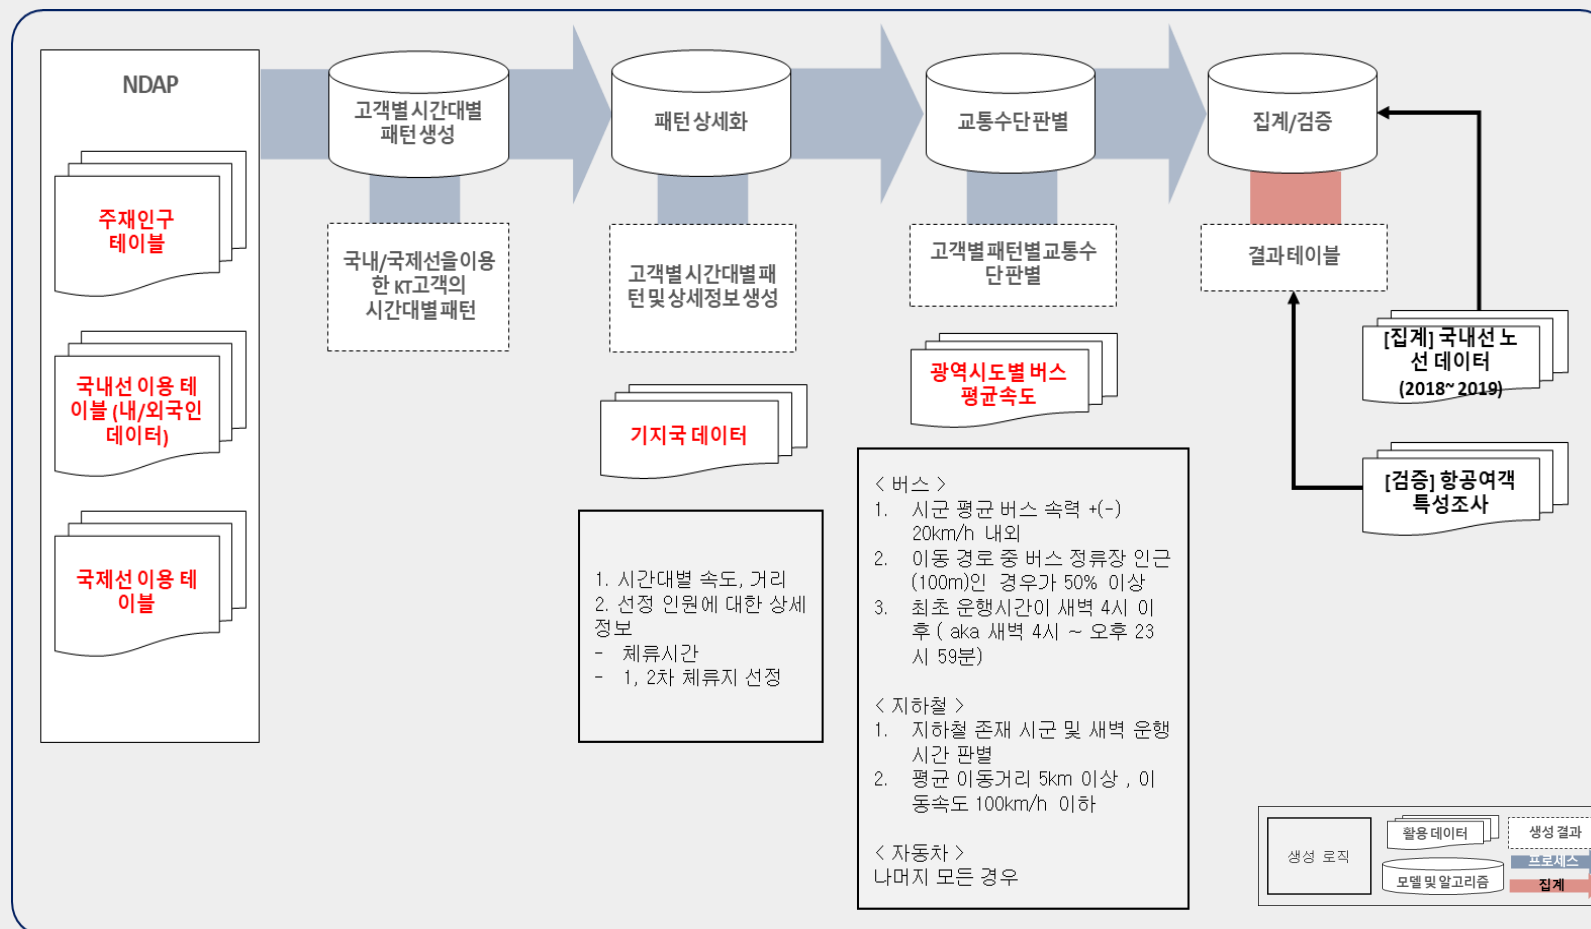 NDAP
주재인구
테이블
국내선 이용 테
이블 (내/외국인
데이터)
국제선 이용 테
이블
고객별 시간대별
패턴 생성
국내/국제선을 이용
한 KT고객의
시간대별 패턴
패턴 상세화
고객별 시간대별 패
턴 및 상세정보 생성
기지국 데이터
1. 시간대별 속도, 거리
2. 선정 인원에 대한 상세
정보
- 체류시간
- 1, 2차 체류지 선정
교통수단 판별
고객별 패턴별 교통수
단 판별
광역시도별 버스
평균속도
< 버스 >
1. 시군 평균 버스 속력 +(-)
20km/h 내외
2. 이동 경로 중 버스 정류장 인근
(100m)인 경우가 50% 이상
3. 최초 운행시간이 새벽 4시 이
후 ( aka 새벽 4시 ~ 오후 23
시 59분)
< 지하철 >
1. 지하철 존재 시군 및 새벽 운행
시간 판별
2. 평균 이동거리 5km 이상 , 이
동속도 100km/h 이하
< 자동차 >
나머지 모든 경우
집계/검증
결과 테이블
[집계] 국내선 노
선 데이터
(2018~2019)
[검증] 항공여객
특성조사
생성 로직
활용 데이터
모델 및 알고리즘
생성 결과
프로세스
집계